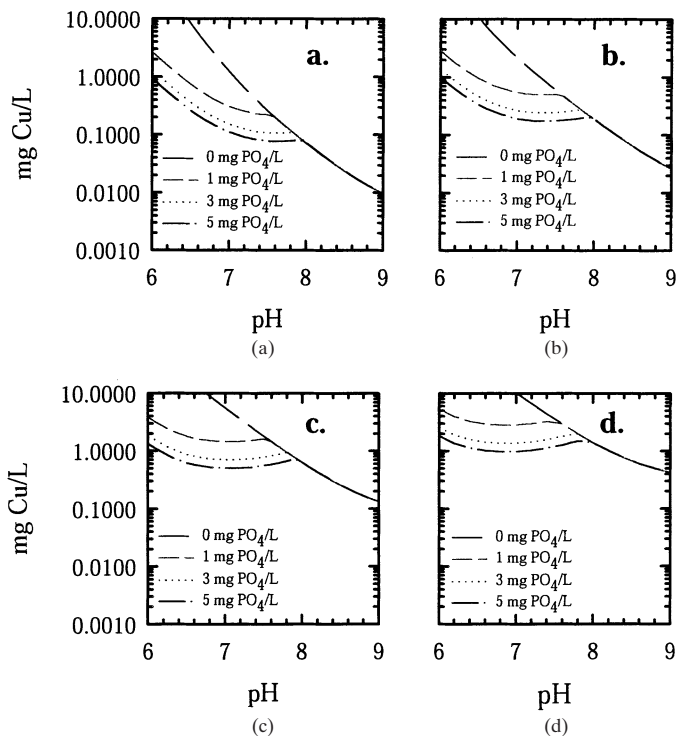 10.0000
1.0000
0.1000
0.0100
0.0010
mg Cu/L
a.
0 mg PO4/L
1 mg PO4/L
3 mg PO4/L
5 mg PO4/L
6 7 8 9
pH
(a)
b.
0 mg PO4/L
1 mg PO4/L
3 mg PO4/L
5 mg PO4/L
6 7 8 9
pH
(b)
10.0000
1.0000
0.1000
0.0100
0.0010
mg Cu/L
c.
0 mg PO4/L
1 mg PO4/L
3 mg PO4/L
5 mg PO4/L
6 7 8 9
pH
(c)
d.
0 mg PO4/L
1 mg PO4/L
3 mg PO4/L
5 mg PO4/L
6 7 8 9
pH
(d)